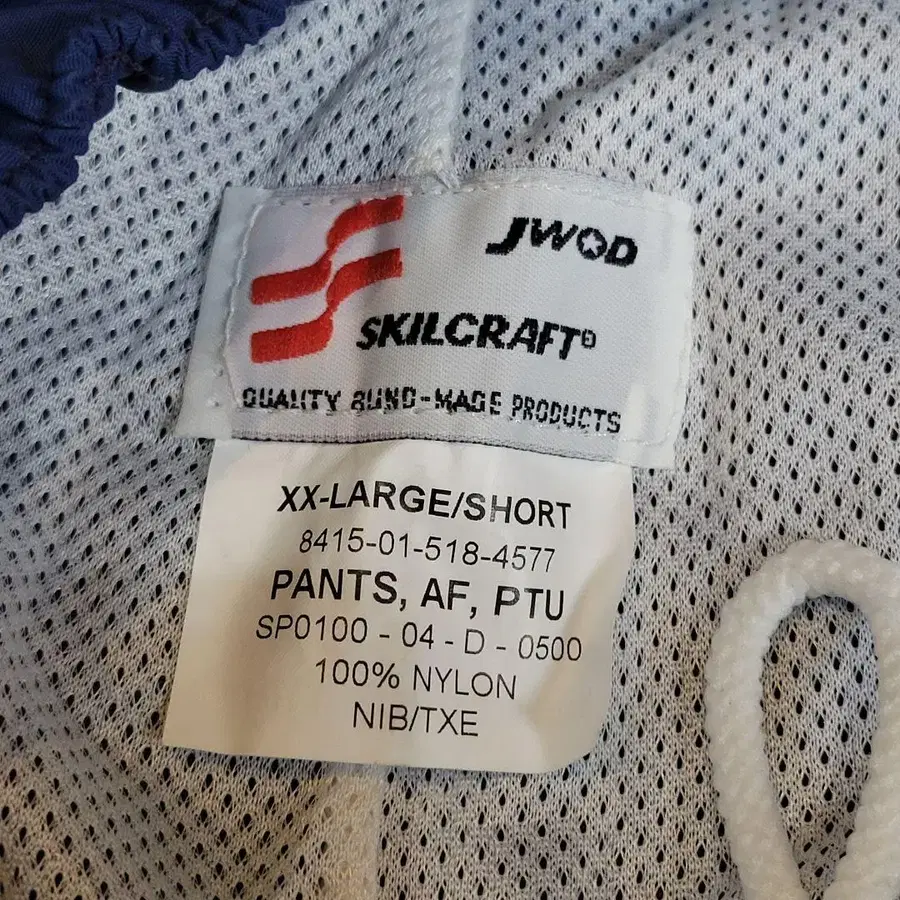 JWOD
SKILCRAFT®
QUALITY BLIND-MADE PRODUCTS
XX-LARGE/SHORT
8415-01-518-4577
PANTS, AF, PTU
SP0100 - 04 - D - 0500
100% NYLON
NIB/TXE